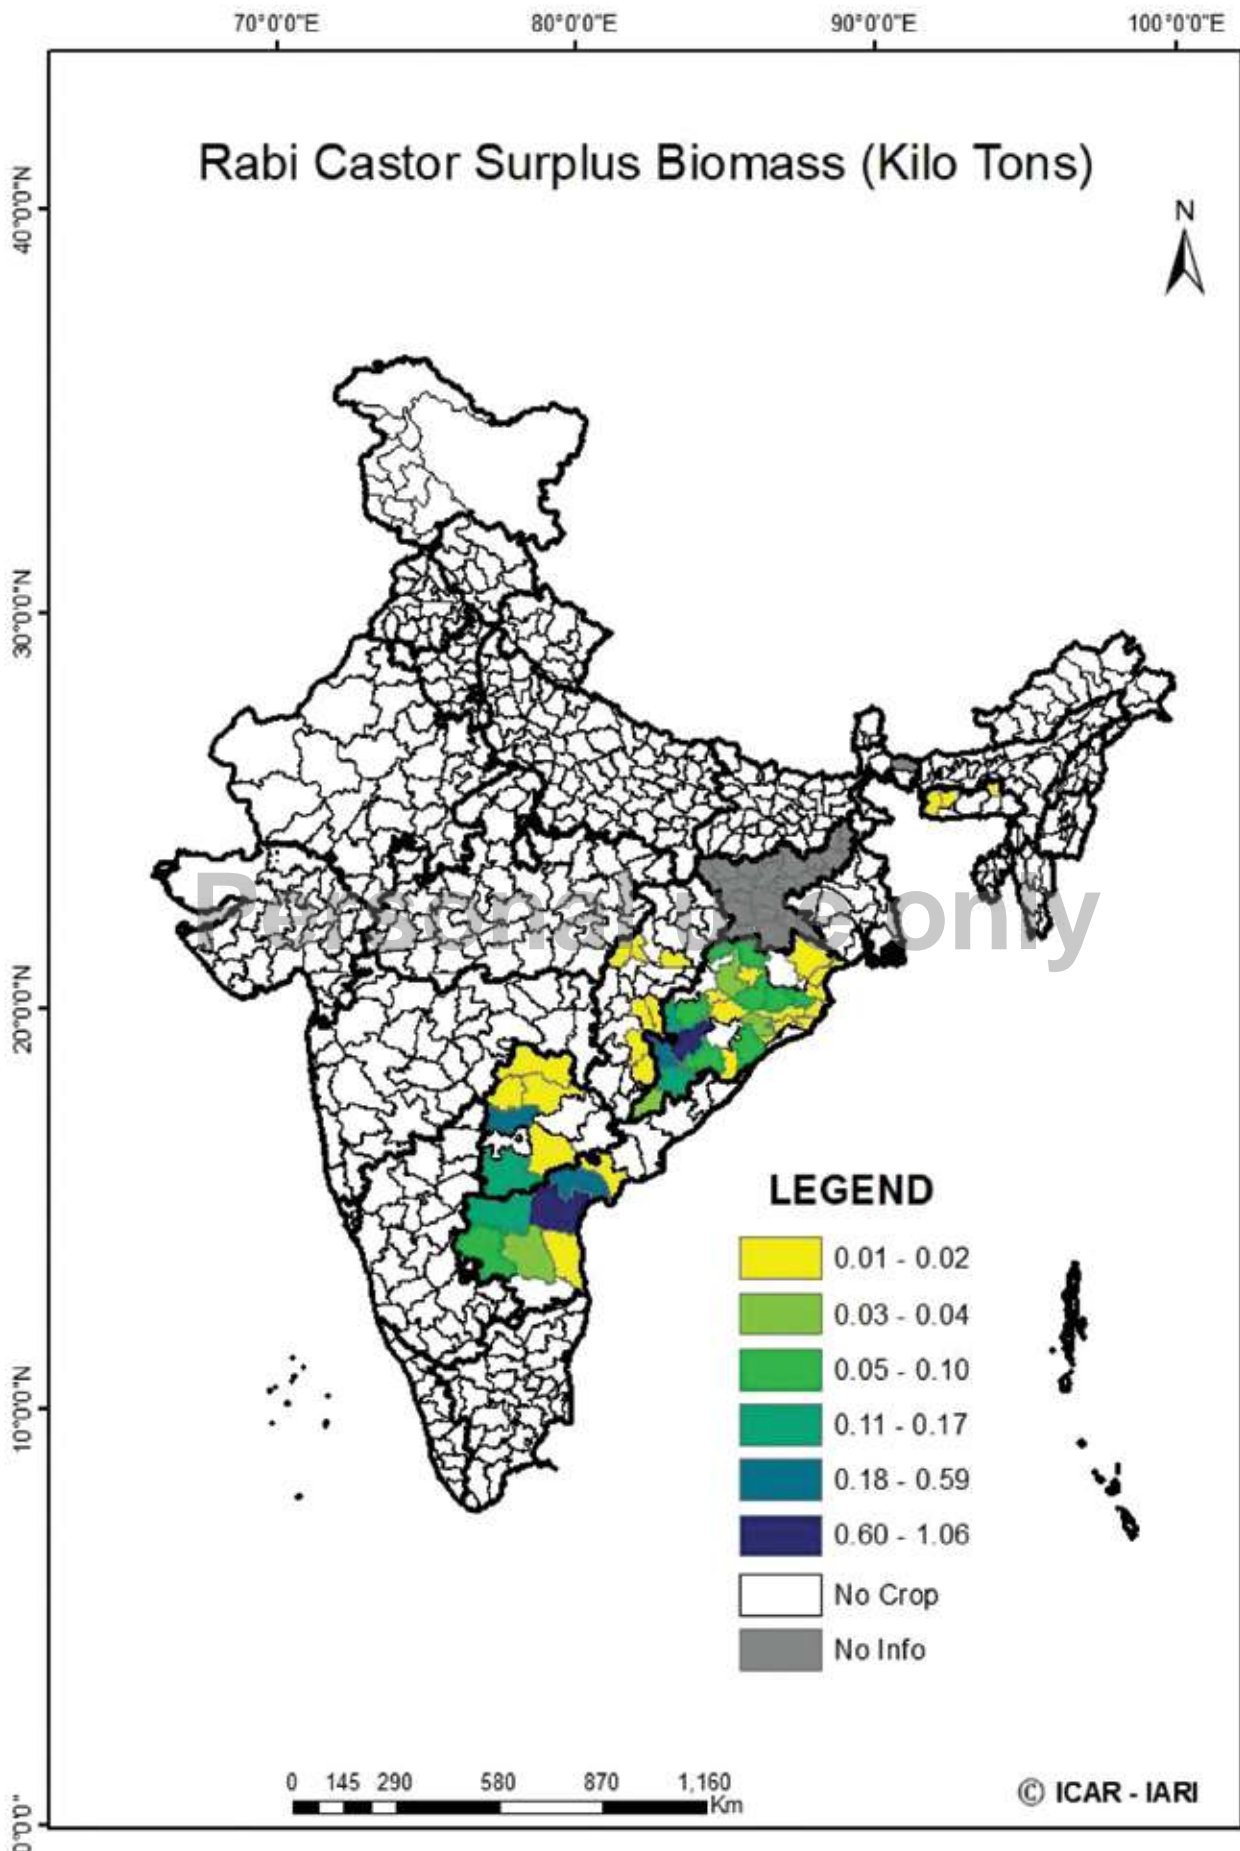 70°0'0"E 80°0'0"E 90°0'0"E 100°0'0"E
Rabi Castor Surplus Biomass (Kilo Tons)
40°0'0"N
N
30°0'0"N
Personal use only
20°0'0"N
LEGEND
0.01 - 0.02
0.03 - 0.04
0.05 - 0.10
10°0'0"N
0.11 - 0.17
0.18 - 0.59
0.60 - 1.06
No Crop
No Info
0 145 290 580 870 1,160
Km
© ICAR - IARI